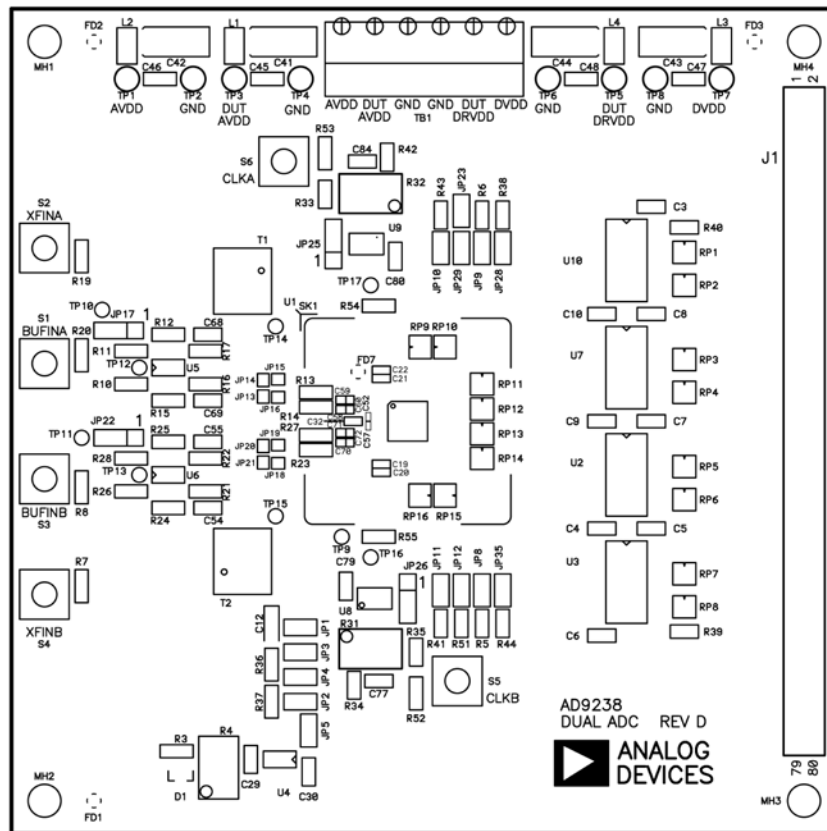 FD2 FD3
L2 L1 L4 L3
C42 C41 C44 C43
MH1 C46 C45 C48 C47 MH4
TP1 TP2 TP3 TP4 TP6 TP5 TP8 TP7
AVDD GND DUT AVDD GND GND DUT DRVDD GND DVDD
AVDD DUT AVDD GND GND DUT DRVDD DVDD
TB1
1 2
J1
R53 C84 R42
S6 CLKA
R33 R32
R43 JP23 R6 R38
C3
S2 XFINA
R19
T1
JP25 1
U9
C80
JP10 JP29 JP9 JP28
R40
U10 RP1
RP2
TP17
TP10 JP17 1
U1 SK1 R54
S1 BUFINA
R20 R12 C68 TP14
C10 C8
R11 R17 RP9 RP10
TP12 U5 FD7 C22 C21
U7 RP3
R10 R16 JP14 JP15 R13 RP11
JP13 JP16 C59 C60
RP4
R15 C69 R14 C32 C52 RP12
JP22 1
R25 C55 R27 C57 RP13
C9 C7
TP11 R28 R22 JP20 JP19 C72 C70
TP13 U6 JP21 JP18 R23 RP14
U2 RP5
C19 C20
R26 R21
BUFINB S3
R8 R24 C54 RP16 RP15
RP6
TP15
C4 C5
TP9 R55
TP16
R7
C79 JP26 1 JP11 JP12 JP8 JP35
U3 RP7
T2
U8
RP8
XFINB S4
C12 JP1 R31 R35 R41 R51 R5 R44
C6 R39
R36 JP3
JP4
S5 CLKB
R37 JP2 R34 C77 R52
JP5
AD9238
DUAL ADC REV D
R3 R4
ANALOG
DEVICES
D1 C29 U4 C30
79 80
MH2 FD1 MH3